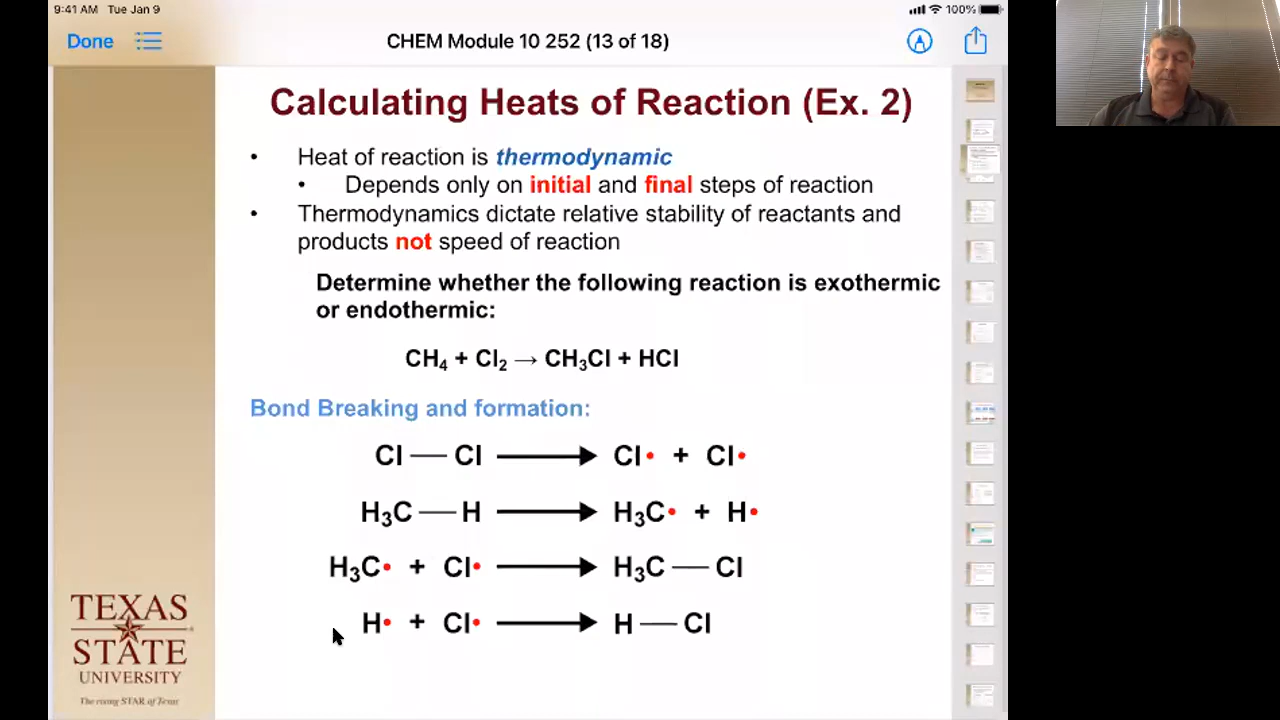 9:41 AM Tue Jan 9
100%
Done
CHEM Module 10 252 (13 of 18)
Calculating Heats of Reaction (Ex. 2)
• Heat of reaction is thermodynamic
• Depends only on initial and final steps of reaction
• Thermodynamics dictate relative stability of reactants and
products not speed of reaction
Determine whether the following reaction is exothermic
or endothermic:
CH₄ + Cl₂ → CH₃Cl + HCl
Bond Breaking and formation:
Cl — Cl → Cl• + Cl•
H₃C — H → H₃C• + H•
H₃C• + Cl• → H₃C — Cl
H• + Cl• → H — Cl
TEXAS
STATE
UNIVERSITY
The rising STAR of Texas